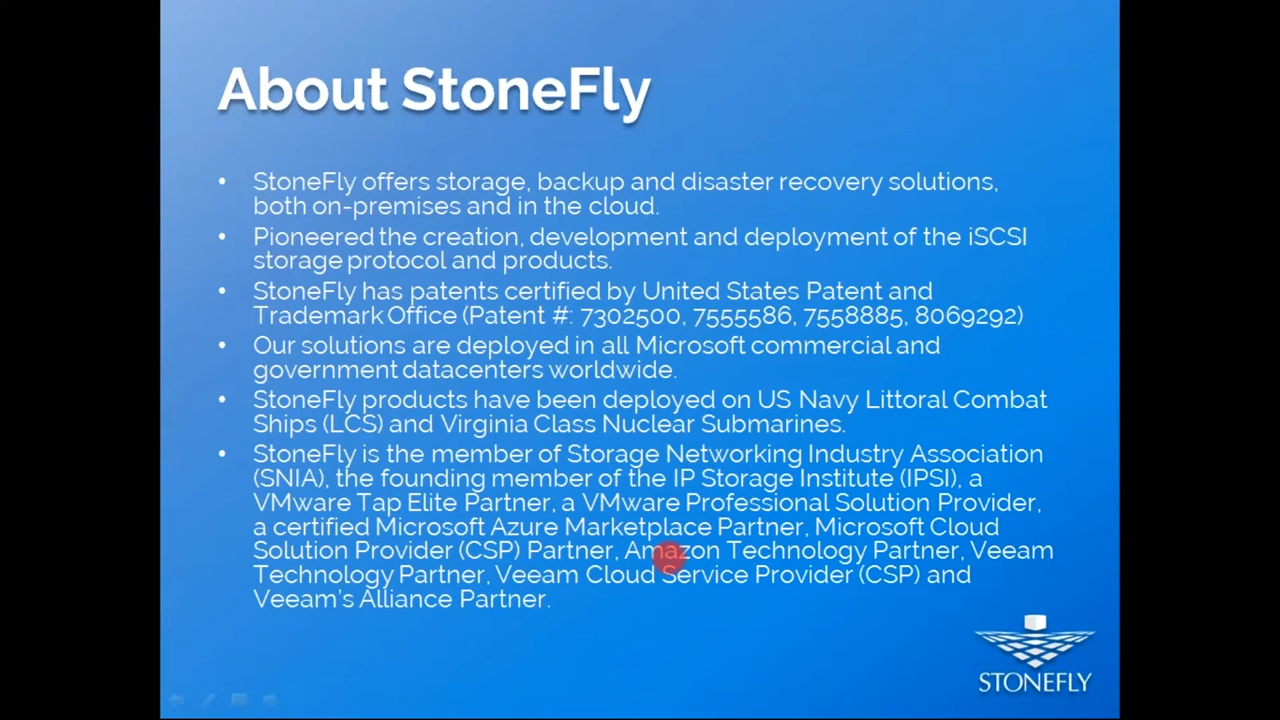 About StoneFly
• StoneFly offers storage, backup and disaster recovery solutions,
both on-premises and in the cloud.
• Pioneered the creation, development and deployment of the iSCSI
storage protocol and products.
• StoneFly has patents certified by United States Patent and
Trademark Office (Patent #: 7302500, 7555586, 7558885, 8069292)
• Our solutions are deployed in all Microsoft commercial and
government datacenters worldwide.
• StoneFly products have been deployed on US Navy Littoral Combat
Ships (LCS) and Virginia Class Nuclear Submarines.
• StoneFly is the member of Storage Networking Industry Association
(SNIA), the founding member of the IP Storage Institute (IPSI), a
VMware Tap Elite Partner, a VMware Professional Solution Provider,
a certified Microsoft Azure Marketplace Partner, Microsoft Cloud
Solution Provider (CSP) Partner, Amazon Technology Partner, Veeam
Technology Partner, Veeam Cloud Service Provider (CSP) and
Veeam's Alliance Partner.
STONEFLY